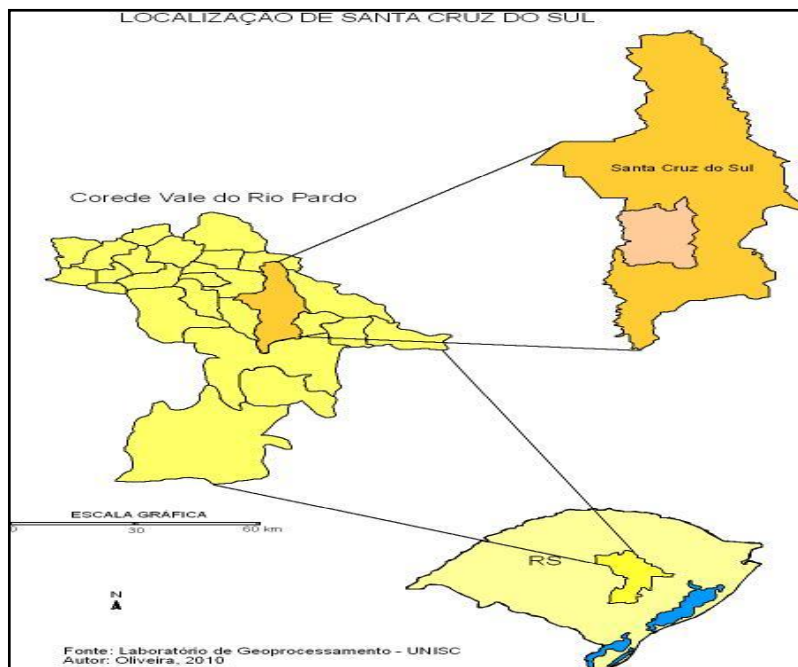 LOCALIZAÇÃO DE SANTA CRUZ DO SUL
Santa Cruz do Sul
Corede Vale do Rio Pardo
ESCALA GRÁFICA
0 30 60 km
RS
N
Fonte: Laboratório de Geoprocessamento - UNISC
Autor: Oliveira, 2010